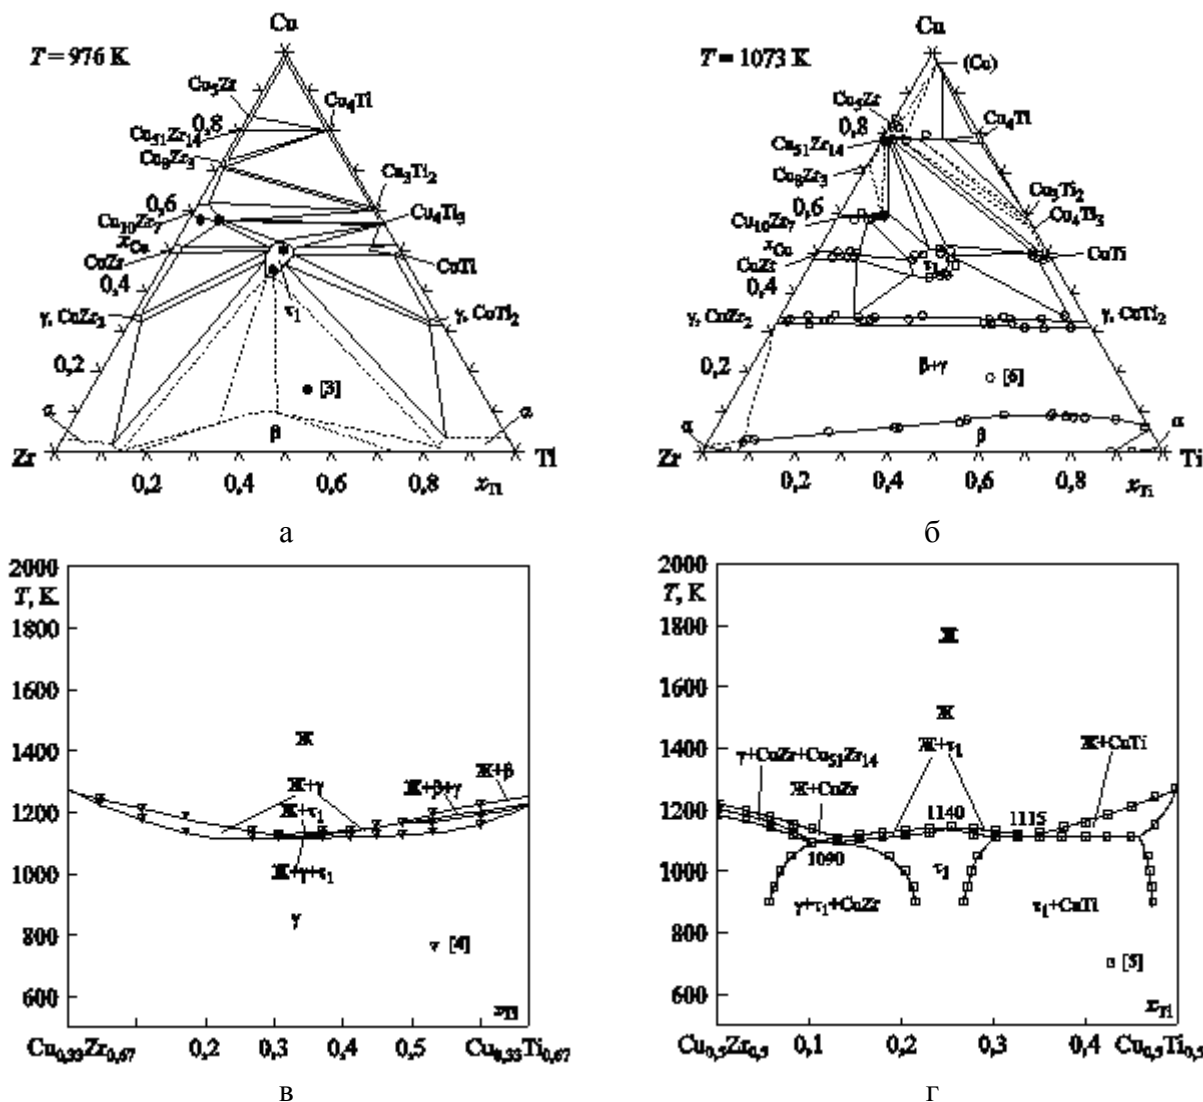 Cu
T = 976 K
Cu5Zr
Cu4Ti
0,8
Cu51Zr14
Cu8Zr3
Cu3Ti2
0,6
Cu10Zr7
Cu4Ti3
xCu
CuZr
CuTi
0,4
τ1
γ, CuZr2
γ, CuTi2
0,2
[3]
α
α
β
Zr
Ti
0,2
0,4
0,6
0,8
xTi
а
Cu
T = 1073 K
(Cu)
Cu5Zr
0,8
Cu4Ti
Cu51Zr14
Cu8Zr3
Cu3Ti2
0,6
Cu4Ti3
Cu10Zr7
xCu
CuTi
CuZr
τ1
0,4
γ, CuZr2
γ, CuTi2
0,2
β+γ
[6]
α
α
β
Zr
Ti
0,2
0,4
0,6
0,8
xTi
б
2000
T, K
1800
1600
Ж
1400
Ж+β
Ж+γ
Ж+β+γ
1200
Ж+τ1
1000
Ж+γ+τ1
γ
800
[4]
600
xTi
Cu0,33Zr0,67
0,2
0,3
0,4
0,5
Cu0,33Ti0,67
в
2000
T, K
1800
Ж
1600
Ж
1400
γ+CuZr+Cu51Zr14
Ж+τ1
Ж+CuTi
Ж+CuZr
1200
1140
1115
1090
1000
τ1
γ+τ1+CuZr
τ1+CuTi
800
[5]
600
xTi
Cu0,5Zr0,5
0,1
0,2
0,3
0,4
Cu0,5Ti0,5
г